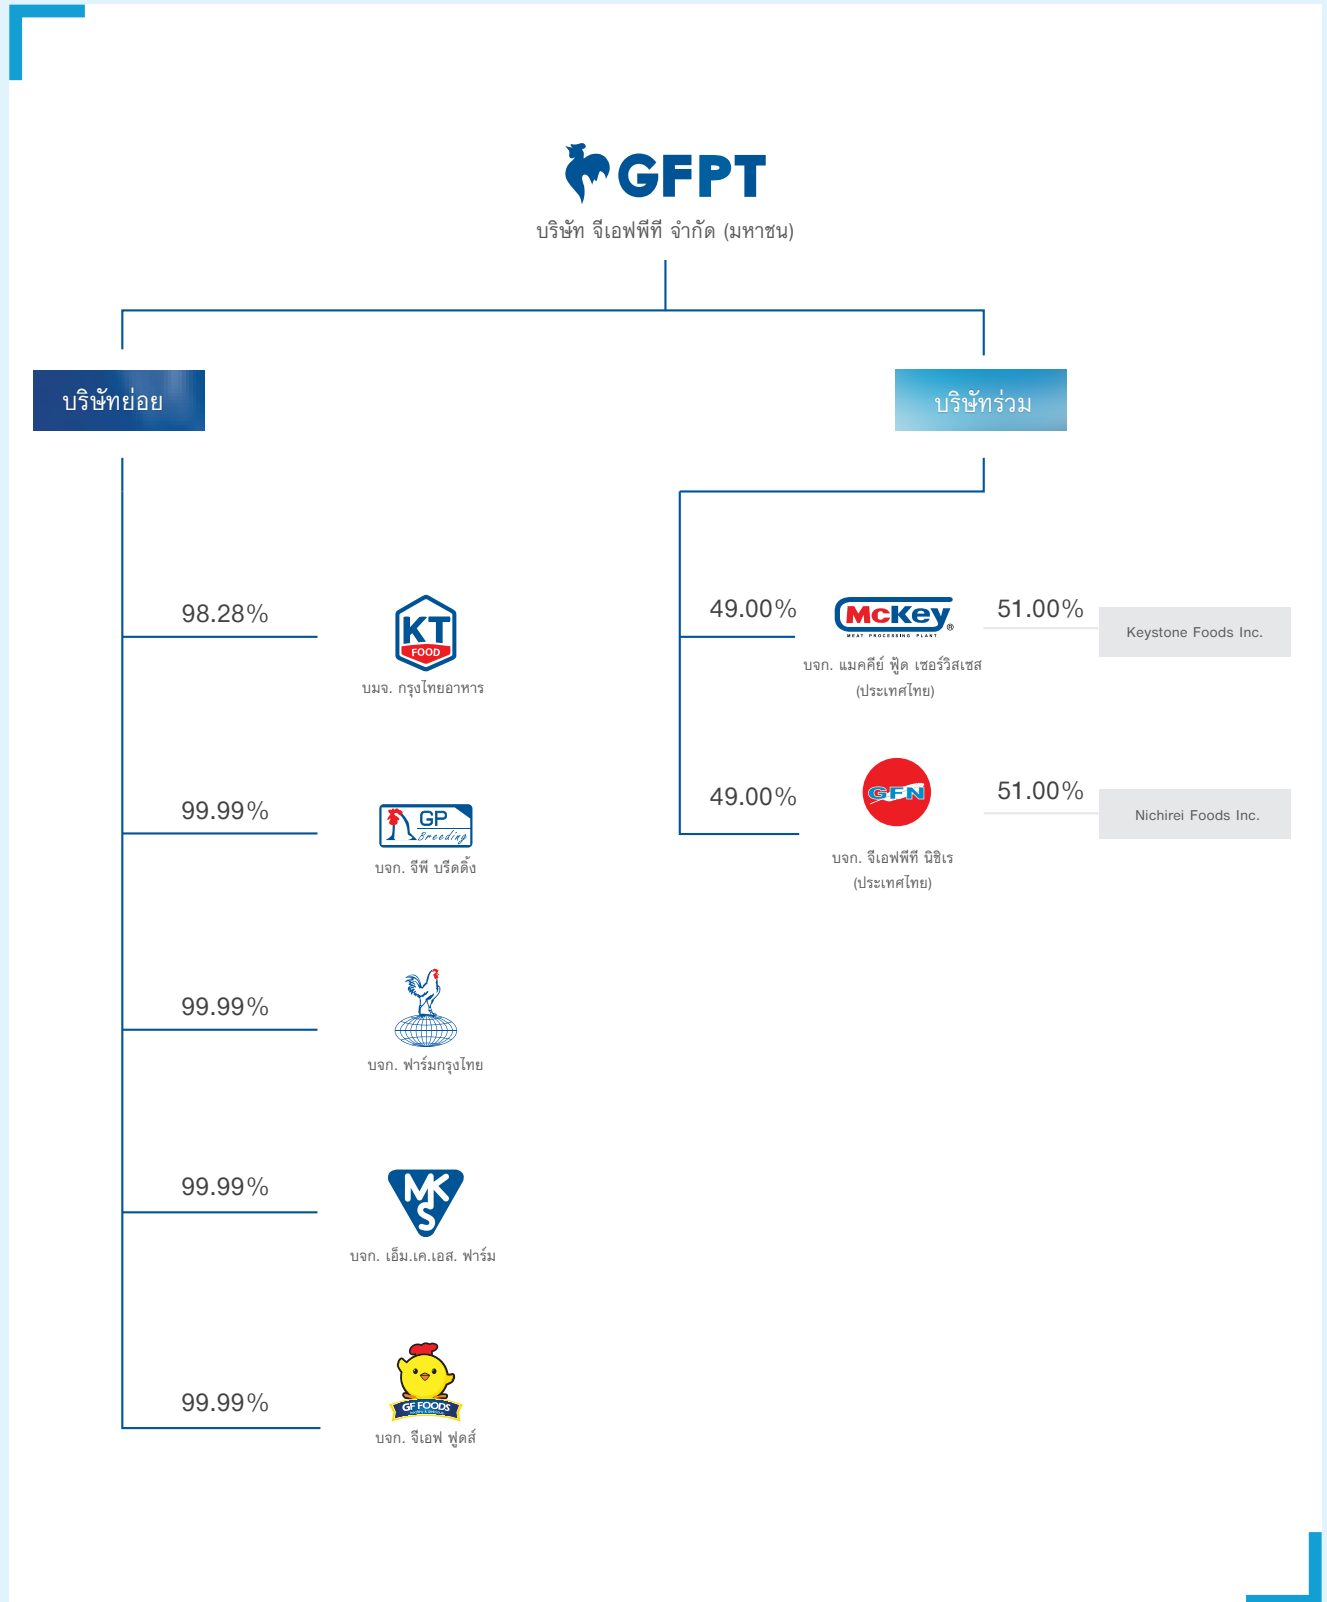 GFPT
บริษัท จีเอฟพีที จำกัด (มหาชน)
บริษัทย่อย
บริษัทร่วม
98.28%
KT
FOOD
บมจ. กรุงไทยอาหาร
99.99%
GP
Breeding
บจก. จีพี บรีดดิ้ง
99.99%
บจก. ฟาร์มกรุงไทย
99.99%
MKS
บจก. เอ็ม.เค.เอส. ฟาร์ม
99.99%
GF FOODS
บจก. จีเอฟ ฟูดส์
49.00%
McKey®
MEAT PROCESSING PLANT
บจก. แมคคีย์ ฟู้ด เซอร์วิสเซส
(ประเทศไทย)
51.00%
Keystone Foods Inc.
49.00%
GFN
บจก. จีเอฟพีที นิชิเร
(ประเทศไทย)
51.00%
Nichirei Foods Inc.